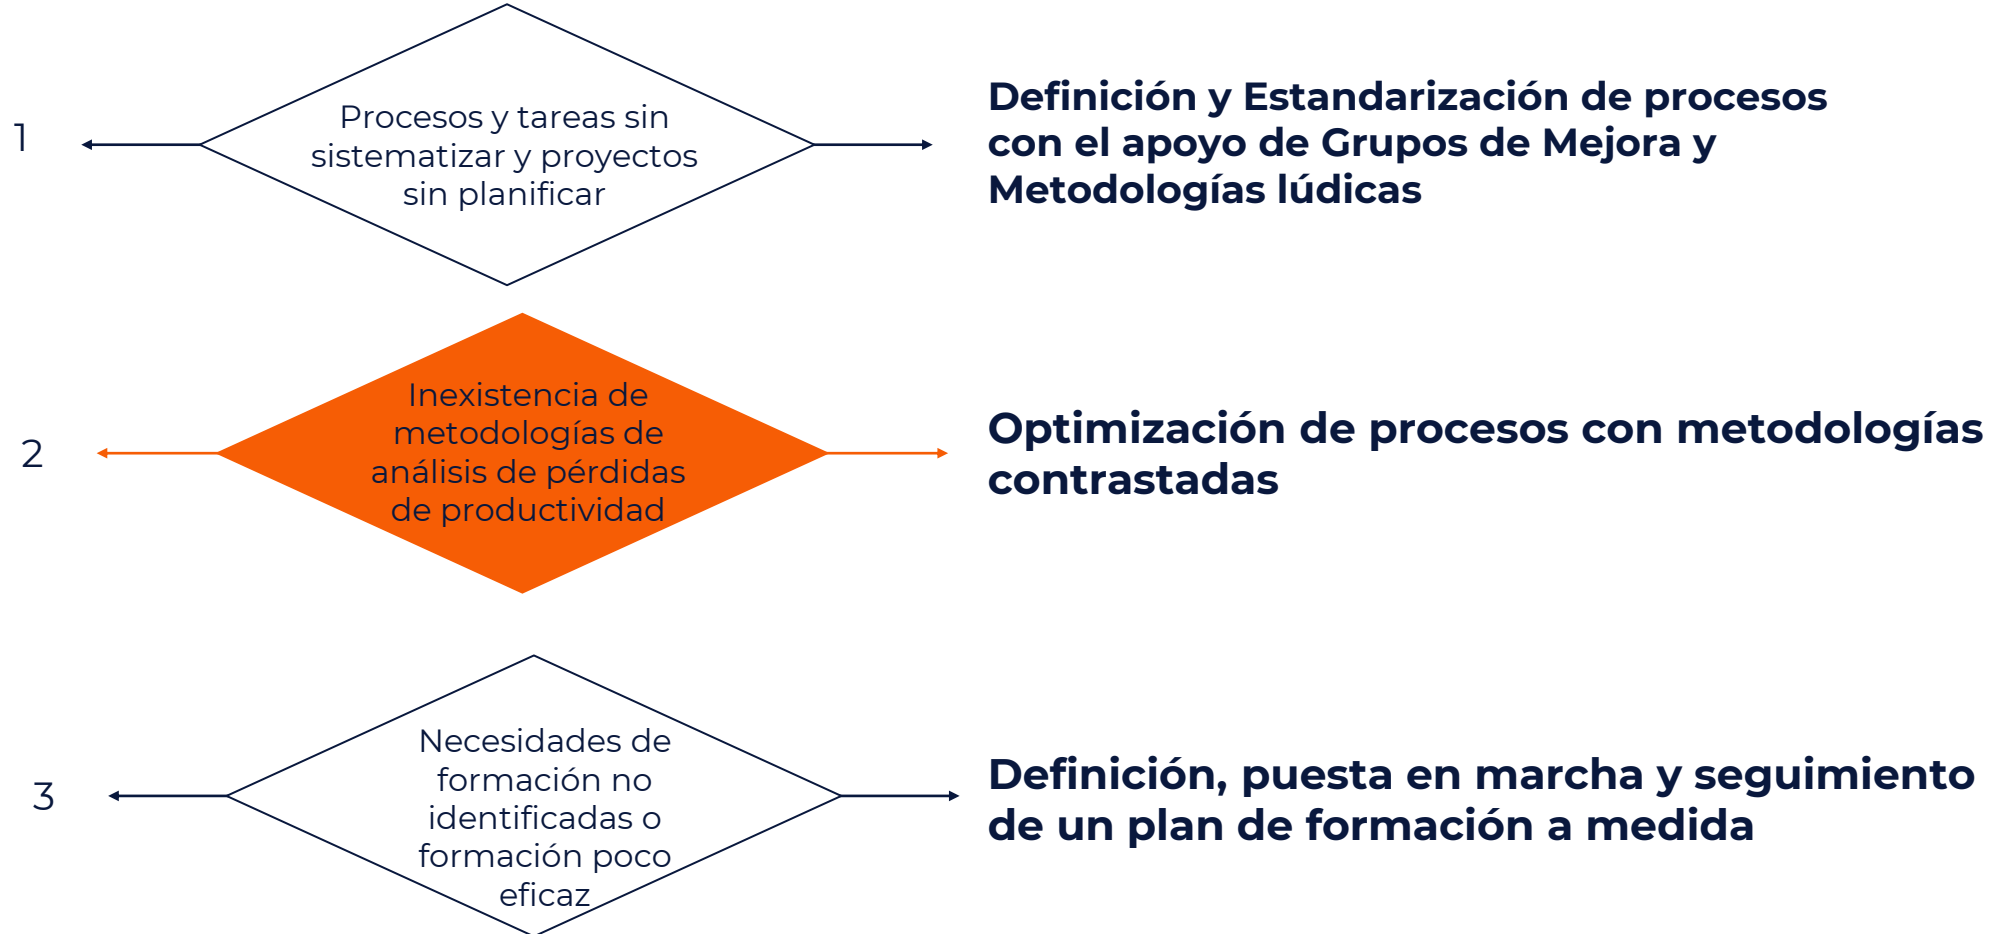 1
Procesos y tareas sin
sistematizar y proyectos
sin planificar
Definición y Estandarización de procesos
con el apoyo de Grupos de Mejora y
Metodologías lúdicas
2
Inexistencia de
metodologías de
análisis de pérdidas
de productividad
Optimización de procesos con metodologías
contrastadas
3
Necesidades de
formación no
identificadas o
formación poco
eficaz
Definición, puesta en marcha y seguimiento
de un plan de formación a medida